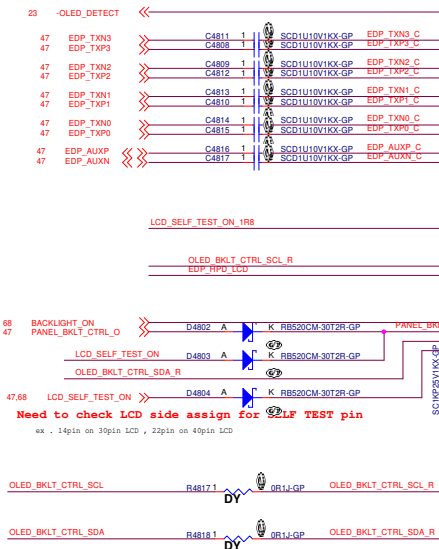 23 -OLED_DETECT
47 EDP_TXN3 C4811 1 SCD1U10V1KX-GP EDP_TXN3_C
47 EDP_TXP3 C4808 1 EDP_TXP3_C
47 EDP_TXN2 C4809 1 SCD1U10V1KX-GP EDP_TXN2_C
47 EDP_TXP2 C4812 1 EDP_TXP2_C
47 EDP_TXN1 C4813 1 SCD1U10V1KX-GP EDP_TXN1_C
47 EDP_TXP1 C4810 1 EDP_TXP1_C
47 EDP_TXN0 C4814 1 SCD1U10V1KX-GP EDP_TXN0_C
47 EDP_TXP0 C4815 1 SCD1U10V1KX-GP EDP_TXP0_C
47 EDP_AUXP C4816 1 SCD1U10V1KX-GP EDP_AUXP_C
47 EDP_AUXN C4817 1 SCD1U10V1KX-GP EDP_AUXN_C
LCD_SELF_TEST_ON_1R8
OLED_BKLT_CTRL_SCL_R
EDP_HPD_LCD
68 BACKLIGHT_ON
47 PANEL_BKLT_CTRL_O D4802 A K RB520CM-30T2R-GP PANEL_BK
LCD_SELF_TEST_ON D4803 A K RB520CM-30T2R-GP
OLED_BKLT_CTRL_SDA_R
47,68 LCD_SELF_TEST_ON D4804 A K RB520CM-30T2R-GP
SC1KP25V1KX-GP
Need to check LCD side assign for SELF TEST pin
ex . 14pin on 30pin LCD , 22pin on 40pin LCD
OLED_BKLT_CTRL_SCL R4817 1 0R1J-GP OLED_BKLT_CTRL_SCL_R
DY
OLED_BKLT_CTRL_SDA R4818 1 0R1J-GP OLED_BKLT_CTRL_SDA_R
DY